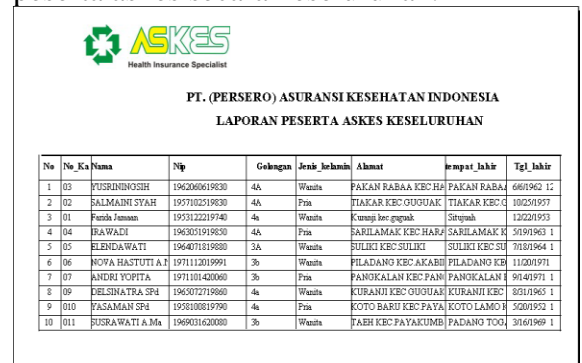 ASKES
Health Insurance Specialist
PT. (PERSERO) ASURANSI KESEHATAN INDONESIA
LAPORAN PESERTA ASKES KESELURUHAN
No No_Ka Nama Nip Golongan Jenis_kelamin Alamat tempat_lahir Tgl_lahir
1 03 YUSRININGSIH 1962060619830 4A Wanita PAKAN RABAA KEC.HA PAKAN RABAA 6/6/1962 12
2 02 SALMAINI SYAH 1957102519830 4A Pria TIAKAR KEC.GUGUAK TIAKAR KEC.G 10/25/1957
3 01 Farida Jamaan 1953122219740 4a Wanita Kuranji kec.guguak Situjuah 12/22/1953
4 04 IRAWADI 1963051919850 4A Pria SARILAMAK KEC.HARA SARILAMAK K 5/19/1963 1
5 05 ELENDAWATI 1964071819880 3A Wanita SULIKI KEC.SULIKI SULIKI KEC.SU 7/18/1964 1
6 06 NOVA HASTUTI A.M 1971112019991 3b Wanita PILADANG KEC.AKABI PILADANG KE 11/20/1971
7 07 ANDRI YOPITA 1971101420060 3b Pria PANGKALAN KEC.PAN PANGKALAN 9/14/1971 1
8 09 DELSINATRA SPd 1965072719860 4a Wanita KURANJI KEC GUGUAK KURANJI KEC 8/31/1965 1
9 010 YASAMAN SPd 1958100819790 4a Pria KOTO BARU KEC.PAYA KOTO LAMO 5/20/1952 1
10 011 SUSRAWATI A.Ma 1969031620080 3b Wanita TAEH KEC.PAYAKUMB PADANG TOG 3/16/1969 1